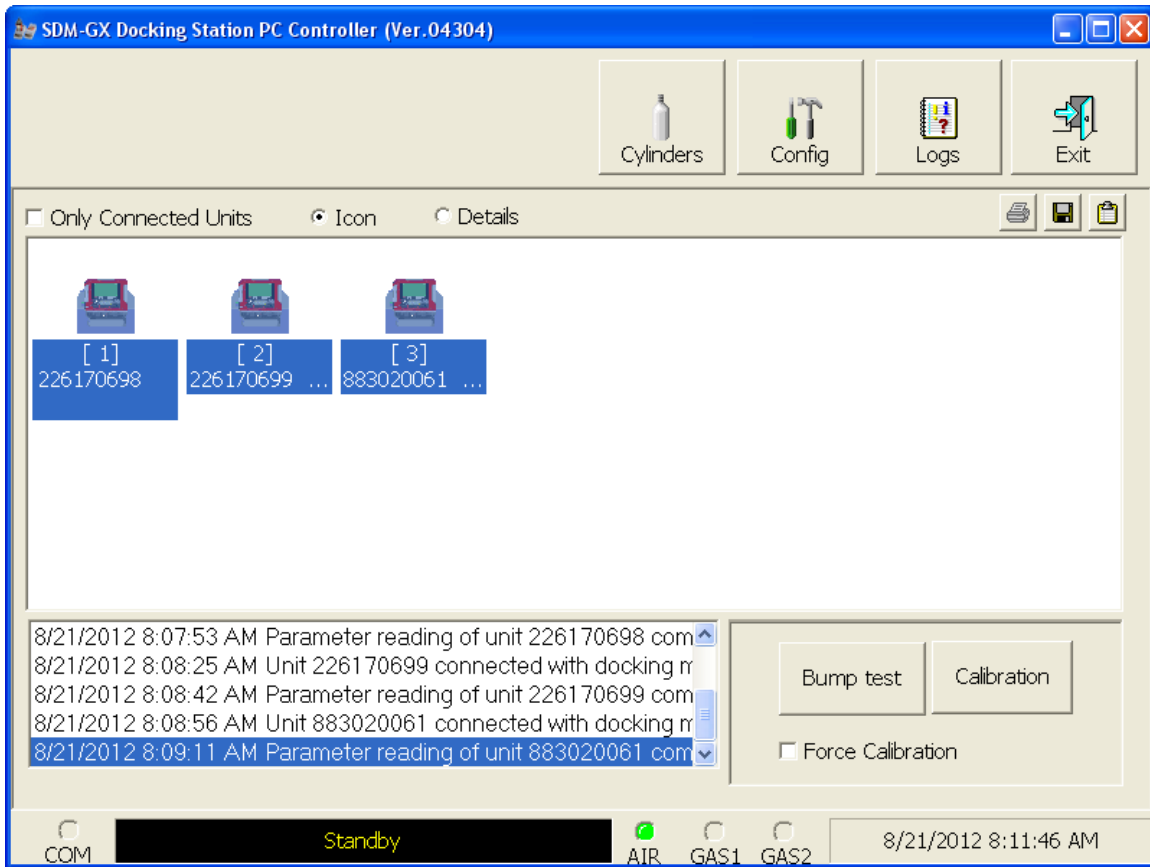 SDM-GX Docking Station PC Controller (Ver.04304)
Cylinders Config Logs Exit
Only Connected Units Icon Details
[ 1] [ 2] [ 3]
226170698 226170699 ... 883020061 ...
8/21/2012 8:07:53 AM Parameter reading of unit 226170698 com
8/21/2012 8:08:25 AM Unit 226170699 connected with docking m
8/21/2012 8:08:42 AM Parameter reading of unit 226170699 com
8/21/2012 8:08:56 AM Unit 883020061 connected with docking m
8/21/2012 8:09:11 AM Parameter reading of unit 883020061 com
Bump test Calibration
Force Calibration
COM Standby AIR GAS1 GAS2 8/21/2012 8:11:46 AM